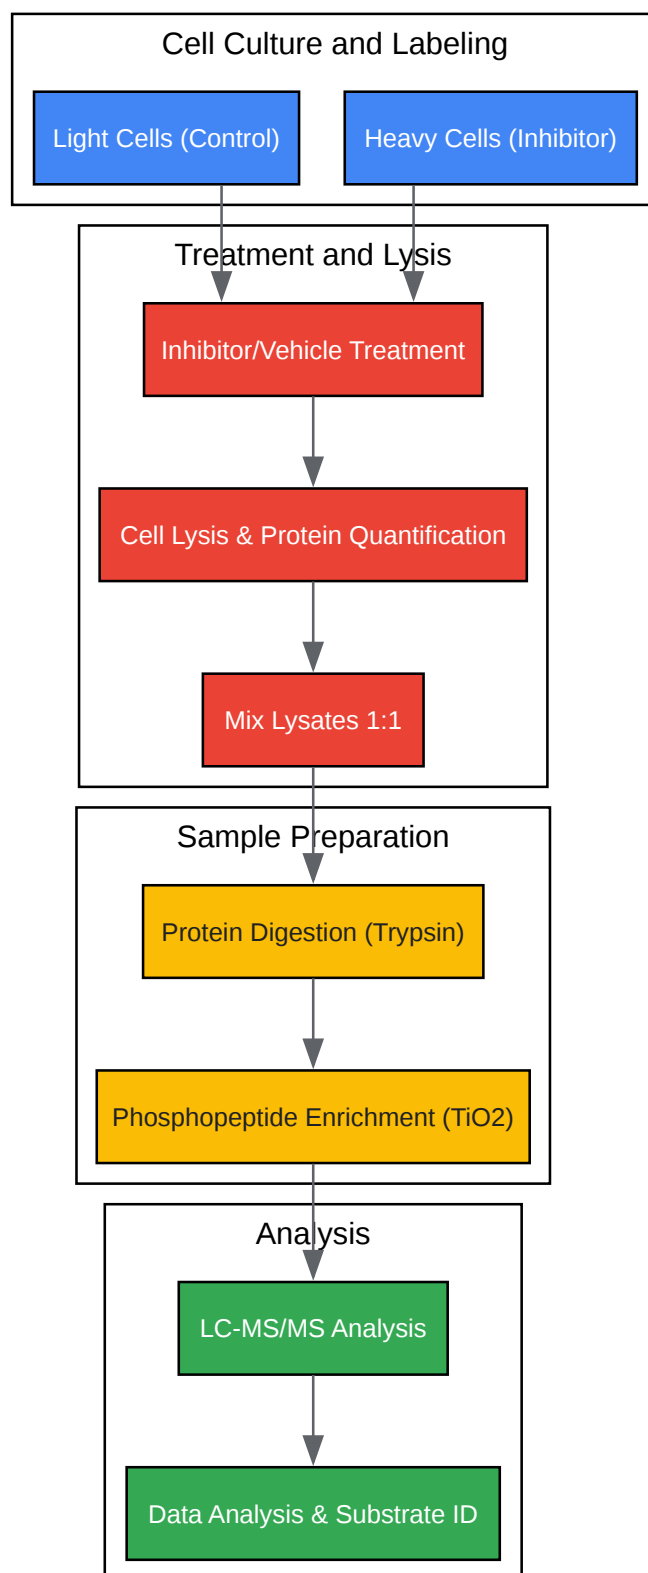 Cell Culture and Labeling
Light Cells (Control)
Heavy Cells (Inhibitor)
Treatment and Lysis
Inhibitor/Vehicle Treatment
Cell Lysis & Protein Quantification
Mix Lysates 1:1
Sample Preparation
Protein Digestion (Trypsin)
Phosphopeptide Enrichment (TiO2)
Analysis
LC-MS/MS Analysis
Data Analysis & Substrate ID